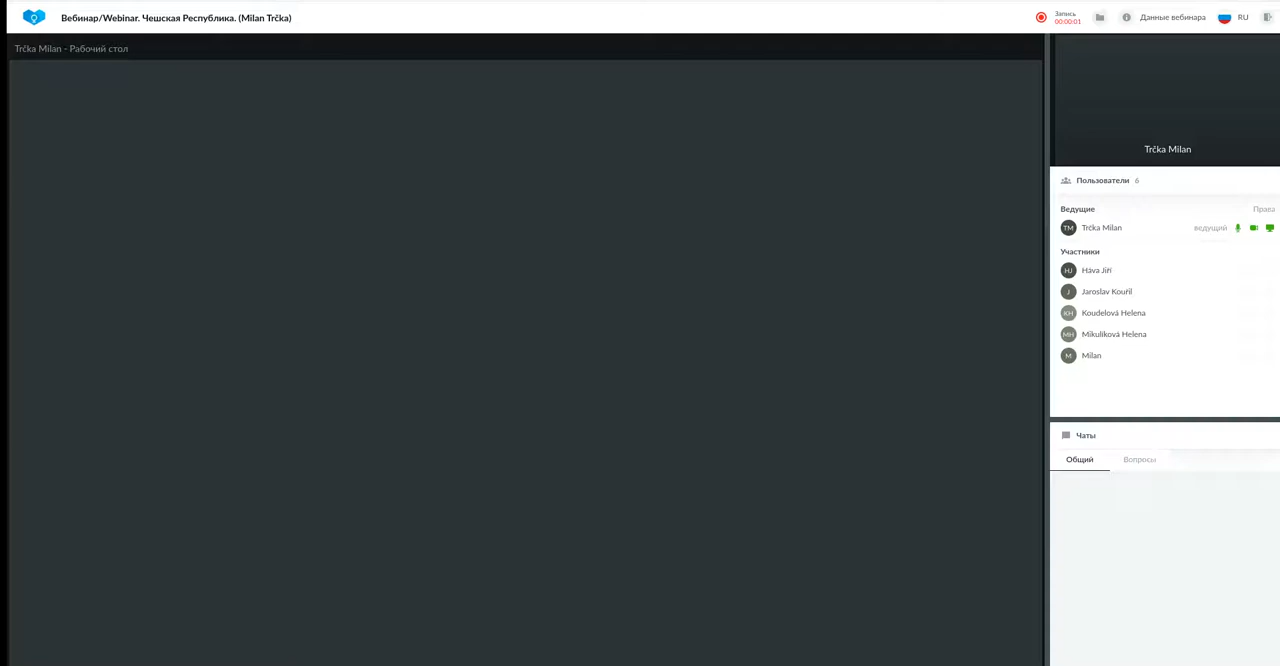 Вебинар/Webinar. Чешская Республика. (Milan Trčka)
Запись
00:00:01
Данные вебинара
RU
Trčka Milan - Рабочий стол
Trčka Milan
Пользователи 6
Ведущие Права
TM Trčka Milan ведущий
Участники
HJ Háva Jiří
J Jaroslav Kouřil
KH Koudelová Helena
MH Mikulíková Helena
M Milan
Чаты
Общий Вопросы